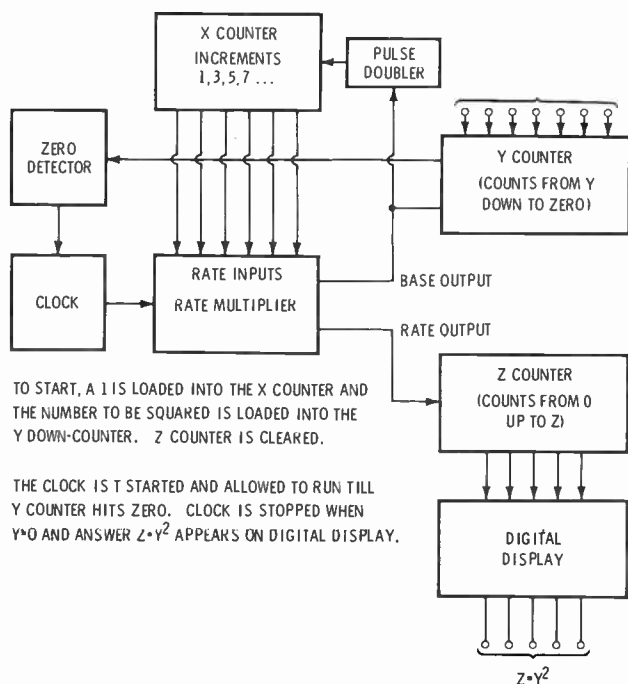 X COUNTER
INCREMENTS
1, 3, 5, 7 ...
PULSE
DOUBLER
ZERO
DETECTOR
Y COUNTER
(COUNTS FROM Y
DOWN TO ZERO)
CLOCK
RATE INPUTS
RATE MULTIPLIER
BASE OUTPUT
RATE OUTPUT
Z COUNTER
(COUNTS FROM 0
UP TO Z)
TO START, A 1 IS LOADED INTO THE X COUNTER AND
THE NUMBER TO BE SQUARED IS LOADED INTO THE
Y DOWN-COUNTER. Z COUNTER IS CLEARED.
THE CLOCK IS T STARTED AND ALLOWED TO RUN TILL
Y COUNTER HITS ZERO. CLOCK IS STOPPED WHEN
Y=0 AND ANSWER Z=Y² APPEARS ON DIGITAL DISPLAY.
DIGITAL
DISPLAY
Z=Y²